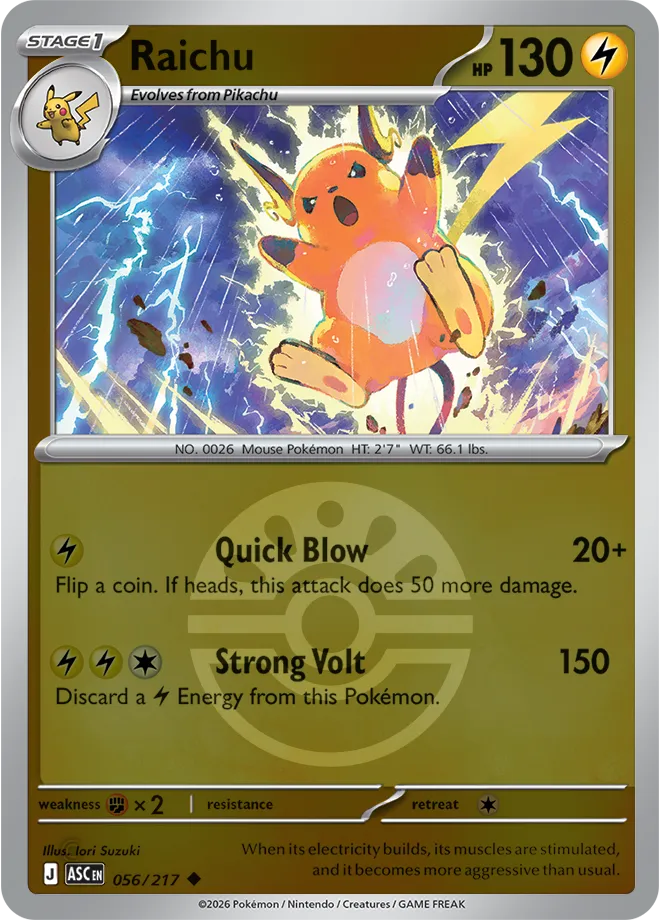 STAGE1
Raichu
HP 130
Evolves from Pikachu
NO. 0026 Mouse Pokémon HT: 2'7" WT: 66.1 lbs.
Quick Blow 20+
Flip a coin. If heads, this attack does 50 more damage.
Strong Volt 150
Discard a Energy from this Pokémon.
weakness ×2 resistance retreat
Illus. Iori Suzuki
When its electricity builds, its muscles are stimulated,
and it becomes more aggressive than usual.
J ASC EN 056/217
©2026 Pokémon / Nintendo / Creatures / GAME FREAK